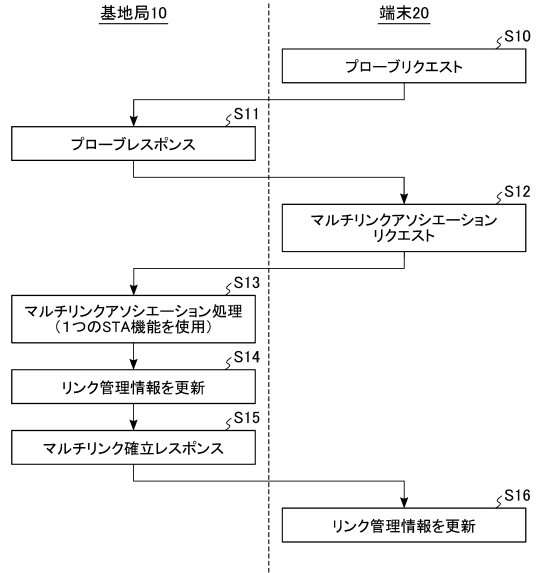 基地局10
端末20
S10
プローブリクエスト
S11
プローブレスポンス
S12
マルチリンクアソシエーション
リクエスト
S13
マルチリンクアソシエーション処理
（1つのSTA機能を使用）
S14
リンク管理情報を更新
S15
マルチリンク確立レスポンス
S16
リンク管理情報を更新